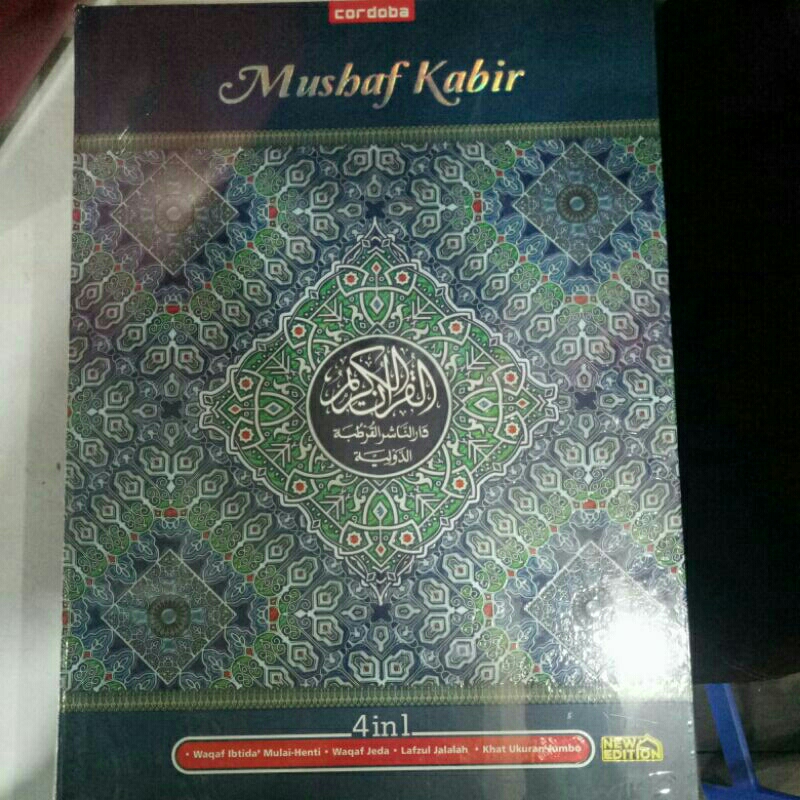 cordoba
Mushaf Kabir
القرآن الكريم
دار الناشر القرطبة
الدولية
4in1
• Waqaf Ibtida' Mulai-Henti • Waqaf Jeda • Lafzul Jalalah • Khat Ukuran Jumbo
NEW
EDITION